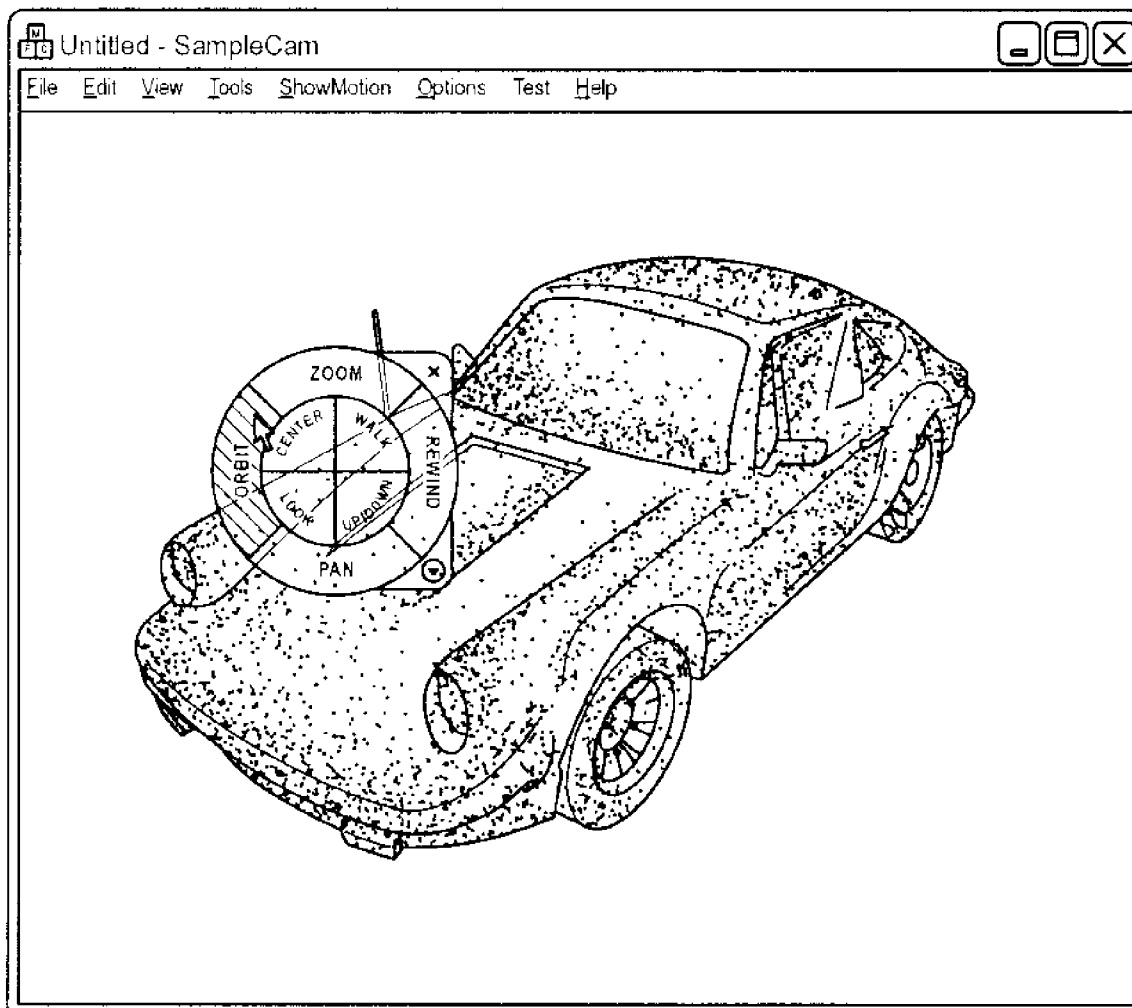 M
F C
Untitled - SampleCam
File Edit View Tools ShowMotion Options Test Help
ZOOM
CENTER
WALK
ORBIT
REWIND
LOOK
Up/Down
PAN